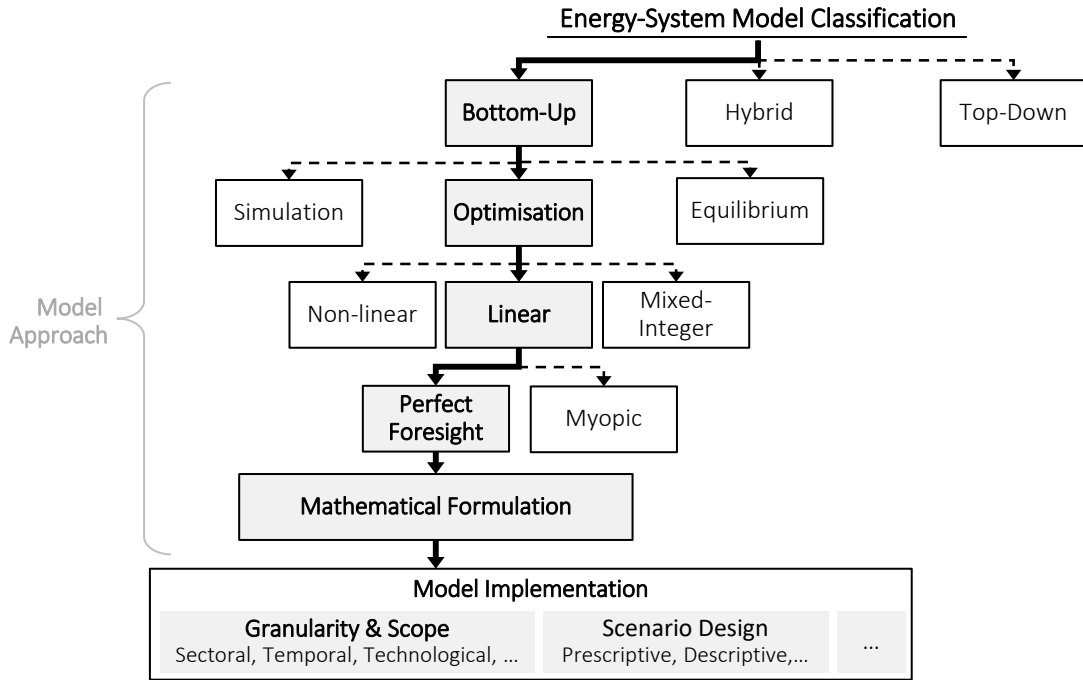 Energy-System Model Classification
Bottom-Up
Hybrid
Top-Down
Simulation
Optimisation
Equilibrium
Model
Approach
Non-linear
Linear
Mixed-
Integer
Perfect
Foresight
Myopic
Mathematical Formulation
Model Implementation
Granularity & Scope
Sectoral, Temporal, Technological, ...
Scenario Design
Prescriptive, Descriptive,...
...